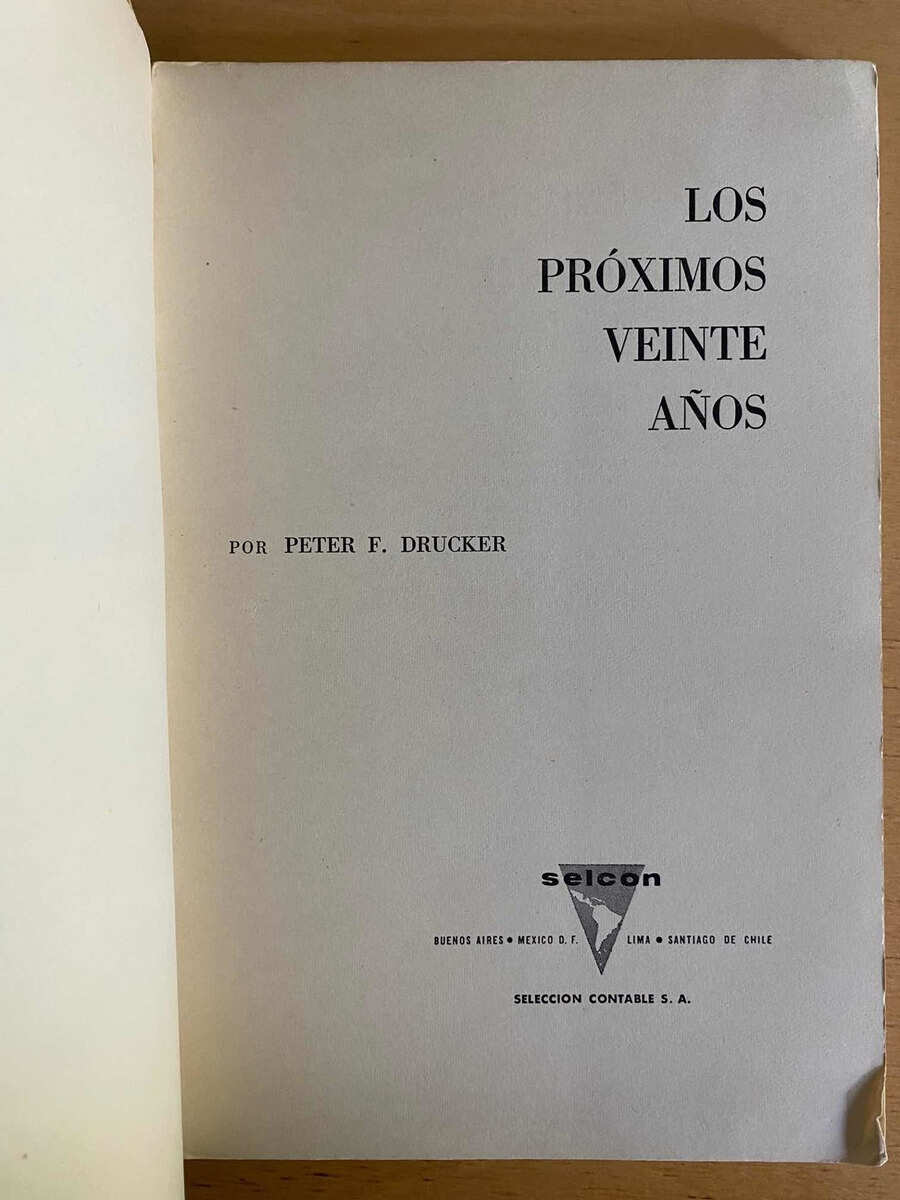 LOS
PRÓXIMOS
VEINTE
AÑOS
POR PETER F. DRUCKER
selcon
BUENOS AIRES • MEXICO D. F. LIMA • SANTIAGO DE CHILE
SELECCION CONTABLE S. A.